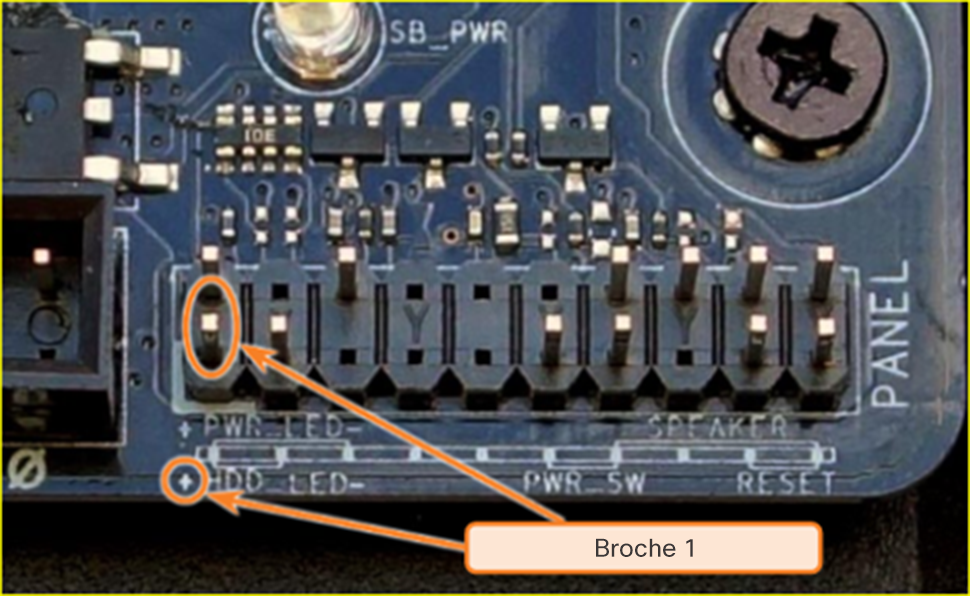 SB_PWR
IDE
PANEL
+ PWR_LED-
SPEAKER
+ HDD_LED-
PWR_SW
RESET
Ø
Broche 1